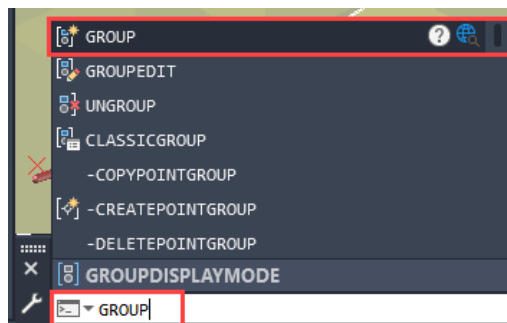 GROUP
GROUPEDIT
UNGROUP
CLASSICGROUP
-COPYPOINTGROUP
-CREATEPOINTGROUP
-DELETEPOINTGROUP
GROUPDISPLAYMODE
GROUP